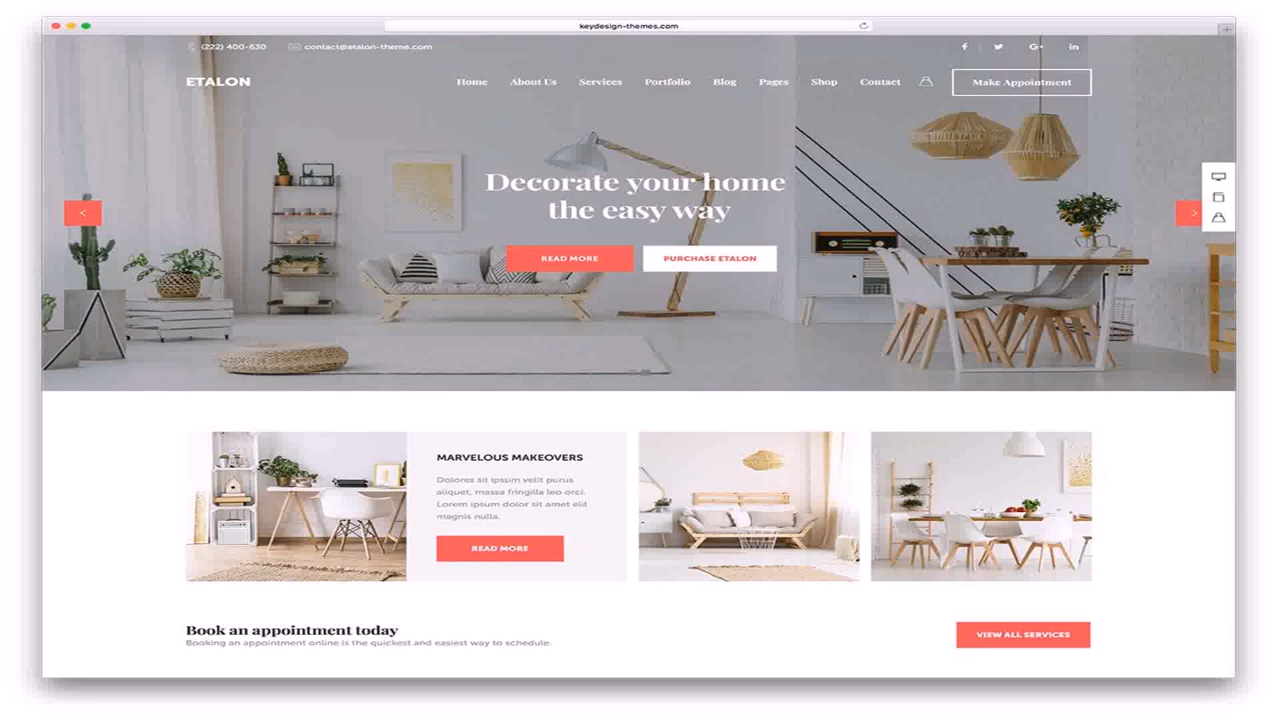 keydesign-themes.com
(222) 400-630 contact@etalon-theme.com
ETALON Home About Us Services Portfolio Blog Pages Shop Contact Make Appointment
Decorate your home
the easy way
READ MORE PURCHASE ETALON
MARVELOUS MAKEOVERS
Dolores sit ipsum velit purus
aliquet, massa fringilla leo orci.
Lorem ipsum dolor sit amet elit
magnis nulla.
READ MORE
Book an appointment today
Booking an appointment online is the quickest and easiest way to schedule.
VIEW ALL SERVICES